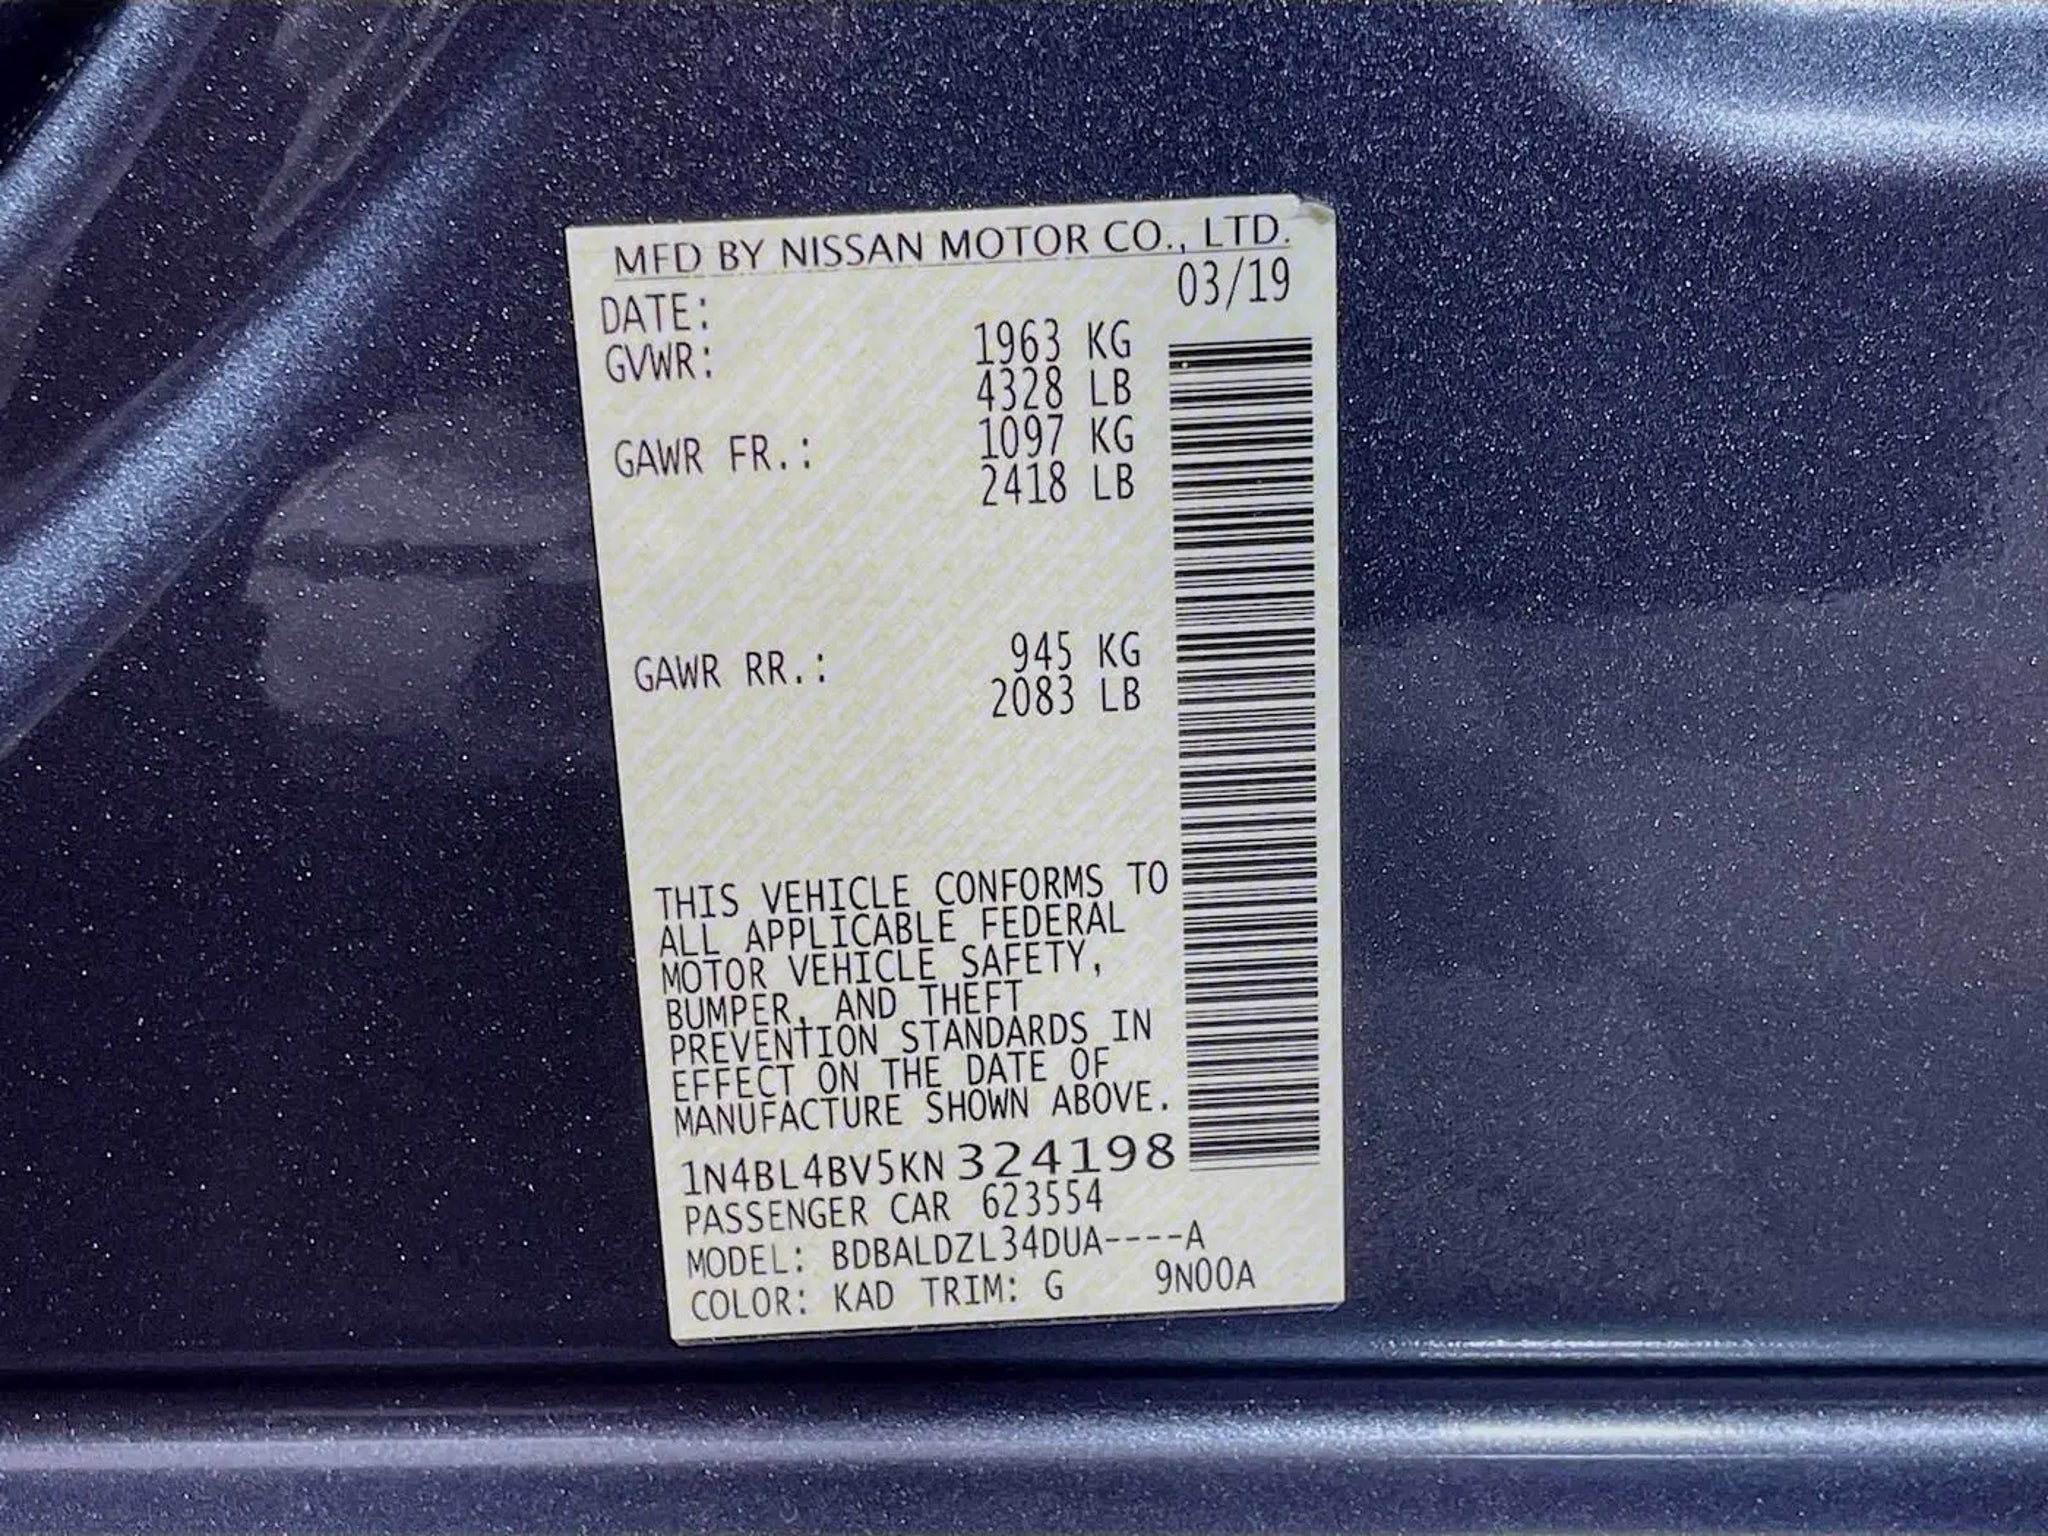 MFD BY NISSAN MOTOR CO., LTD.
DATE: 03/19
GVWR: 1963 KG
4328 LB
GAWR FR.: 1097 KG
2418 LB
GAWR RR.: 945 KG
2083 LB
THIS VEHICLE CONFORMS TO
ALL APPLICABLE FEDERAL
MOTOR VEHICLE SAFETY,
BUMPER, AND THEFT
PREVENTION STANDARDS IN
EFFECT ON THE DATE OF
MANUFACTURE SHOWN ABOVE.
1N4BL4BV5KN324198
PASSENGER CAR 623554
MODEL: BDBALDZL34DUA----A
COLOR: KAD TRIM: G 9N00A